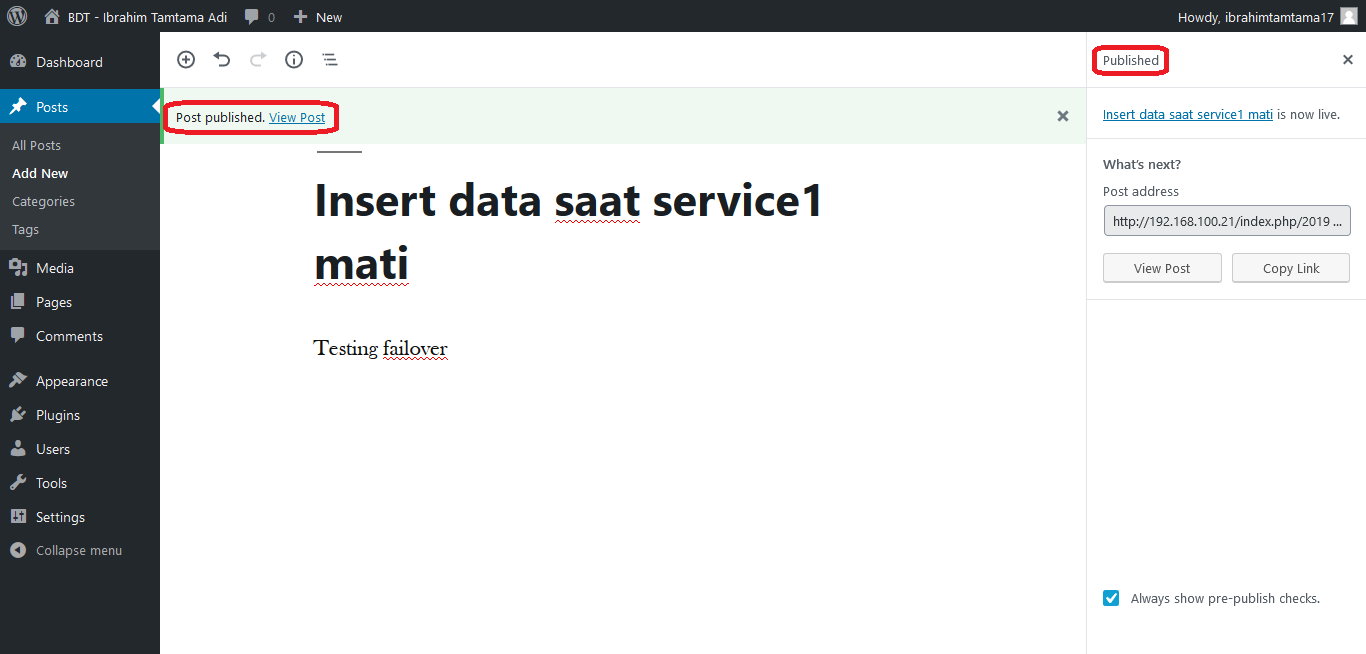 BDT - Ibrahim Tamtama Adi 0 New Howdy, ibrahimtamtama17
Dashboard
Posts
All Posts
Add New
Categories
Tags
Media
Pages
Comments
Appearance
Plugins
Users
Tools
Settings
Collapse menu
Post published. View Post
Insert data saat service1
mati
Testing failover
Published
Insert data saat service1 mati is now live.
What's next?
Post address
http://192.168.100.21/index.php/2019 ...
View Post Copy Link
Always show pre-publish checks.